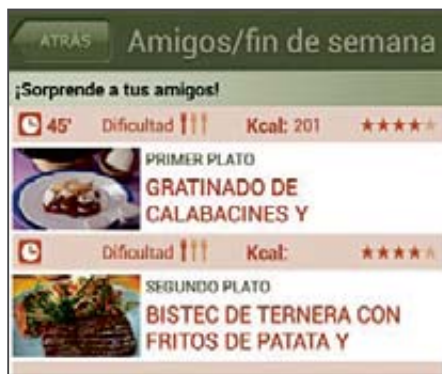 ATRÁS
Amigos/fin de semana
¡Sorprende a tus amigos!
45' Dificultad Kcal: 201
PRIMER PLATO
GRATINADO DE
CALABACINES Y
Dificultad Kcal:
SEGUNDO PLATO
BISTEC DE TERNERA CON
FRITOS DE PATATA Y